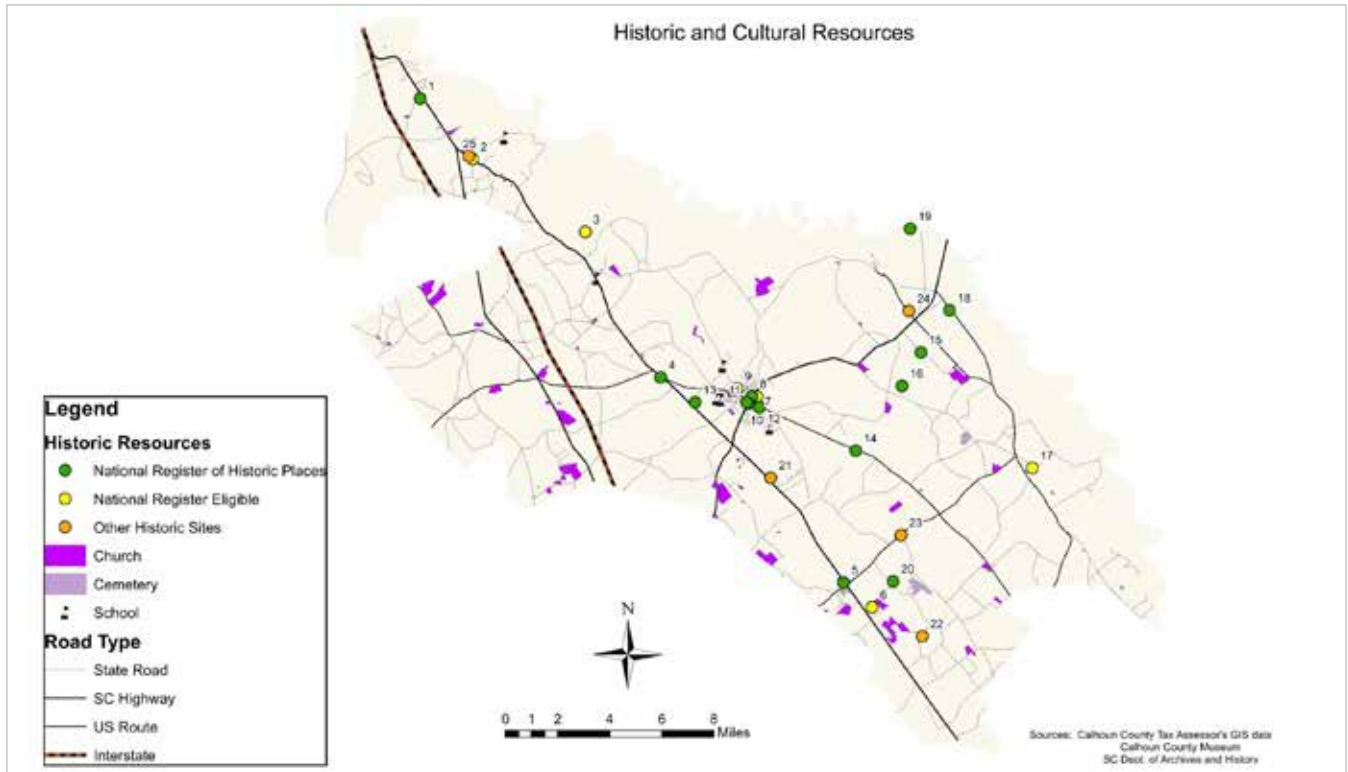 Historic and Cultural Resources
1
25
2
3
19
24
18
15
4
16
9
8
13
11
7
10
12
14
21
17
23
5
20
6
22
Legend
Historic Resources
National Register of Historic Places
National Register Eligible
Other Historic Sites
Church
Cemetery
School
Road Type
State Road
SC Highway
US Route
Interstate
N
0 1 2 4 6 8
Miles
Sources: Calhoun County Tax Assessor's GIS data
Calhoun County Museum
SC Dept. of Archives and History